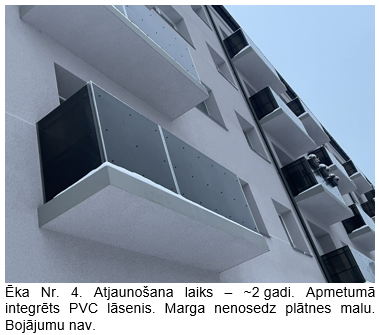 Ēka Nr. 4. Atjaunošana laiks – ~2 gadi. Apmetumā
integrēts PVC lāsenis. Marga nenosedz plātnes malu.
Bojājumu nav.